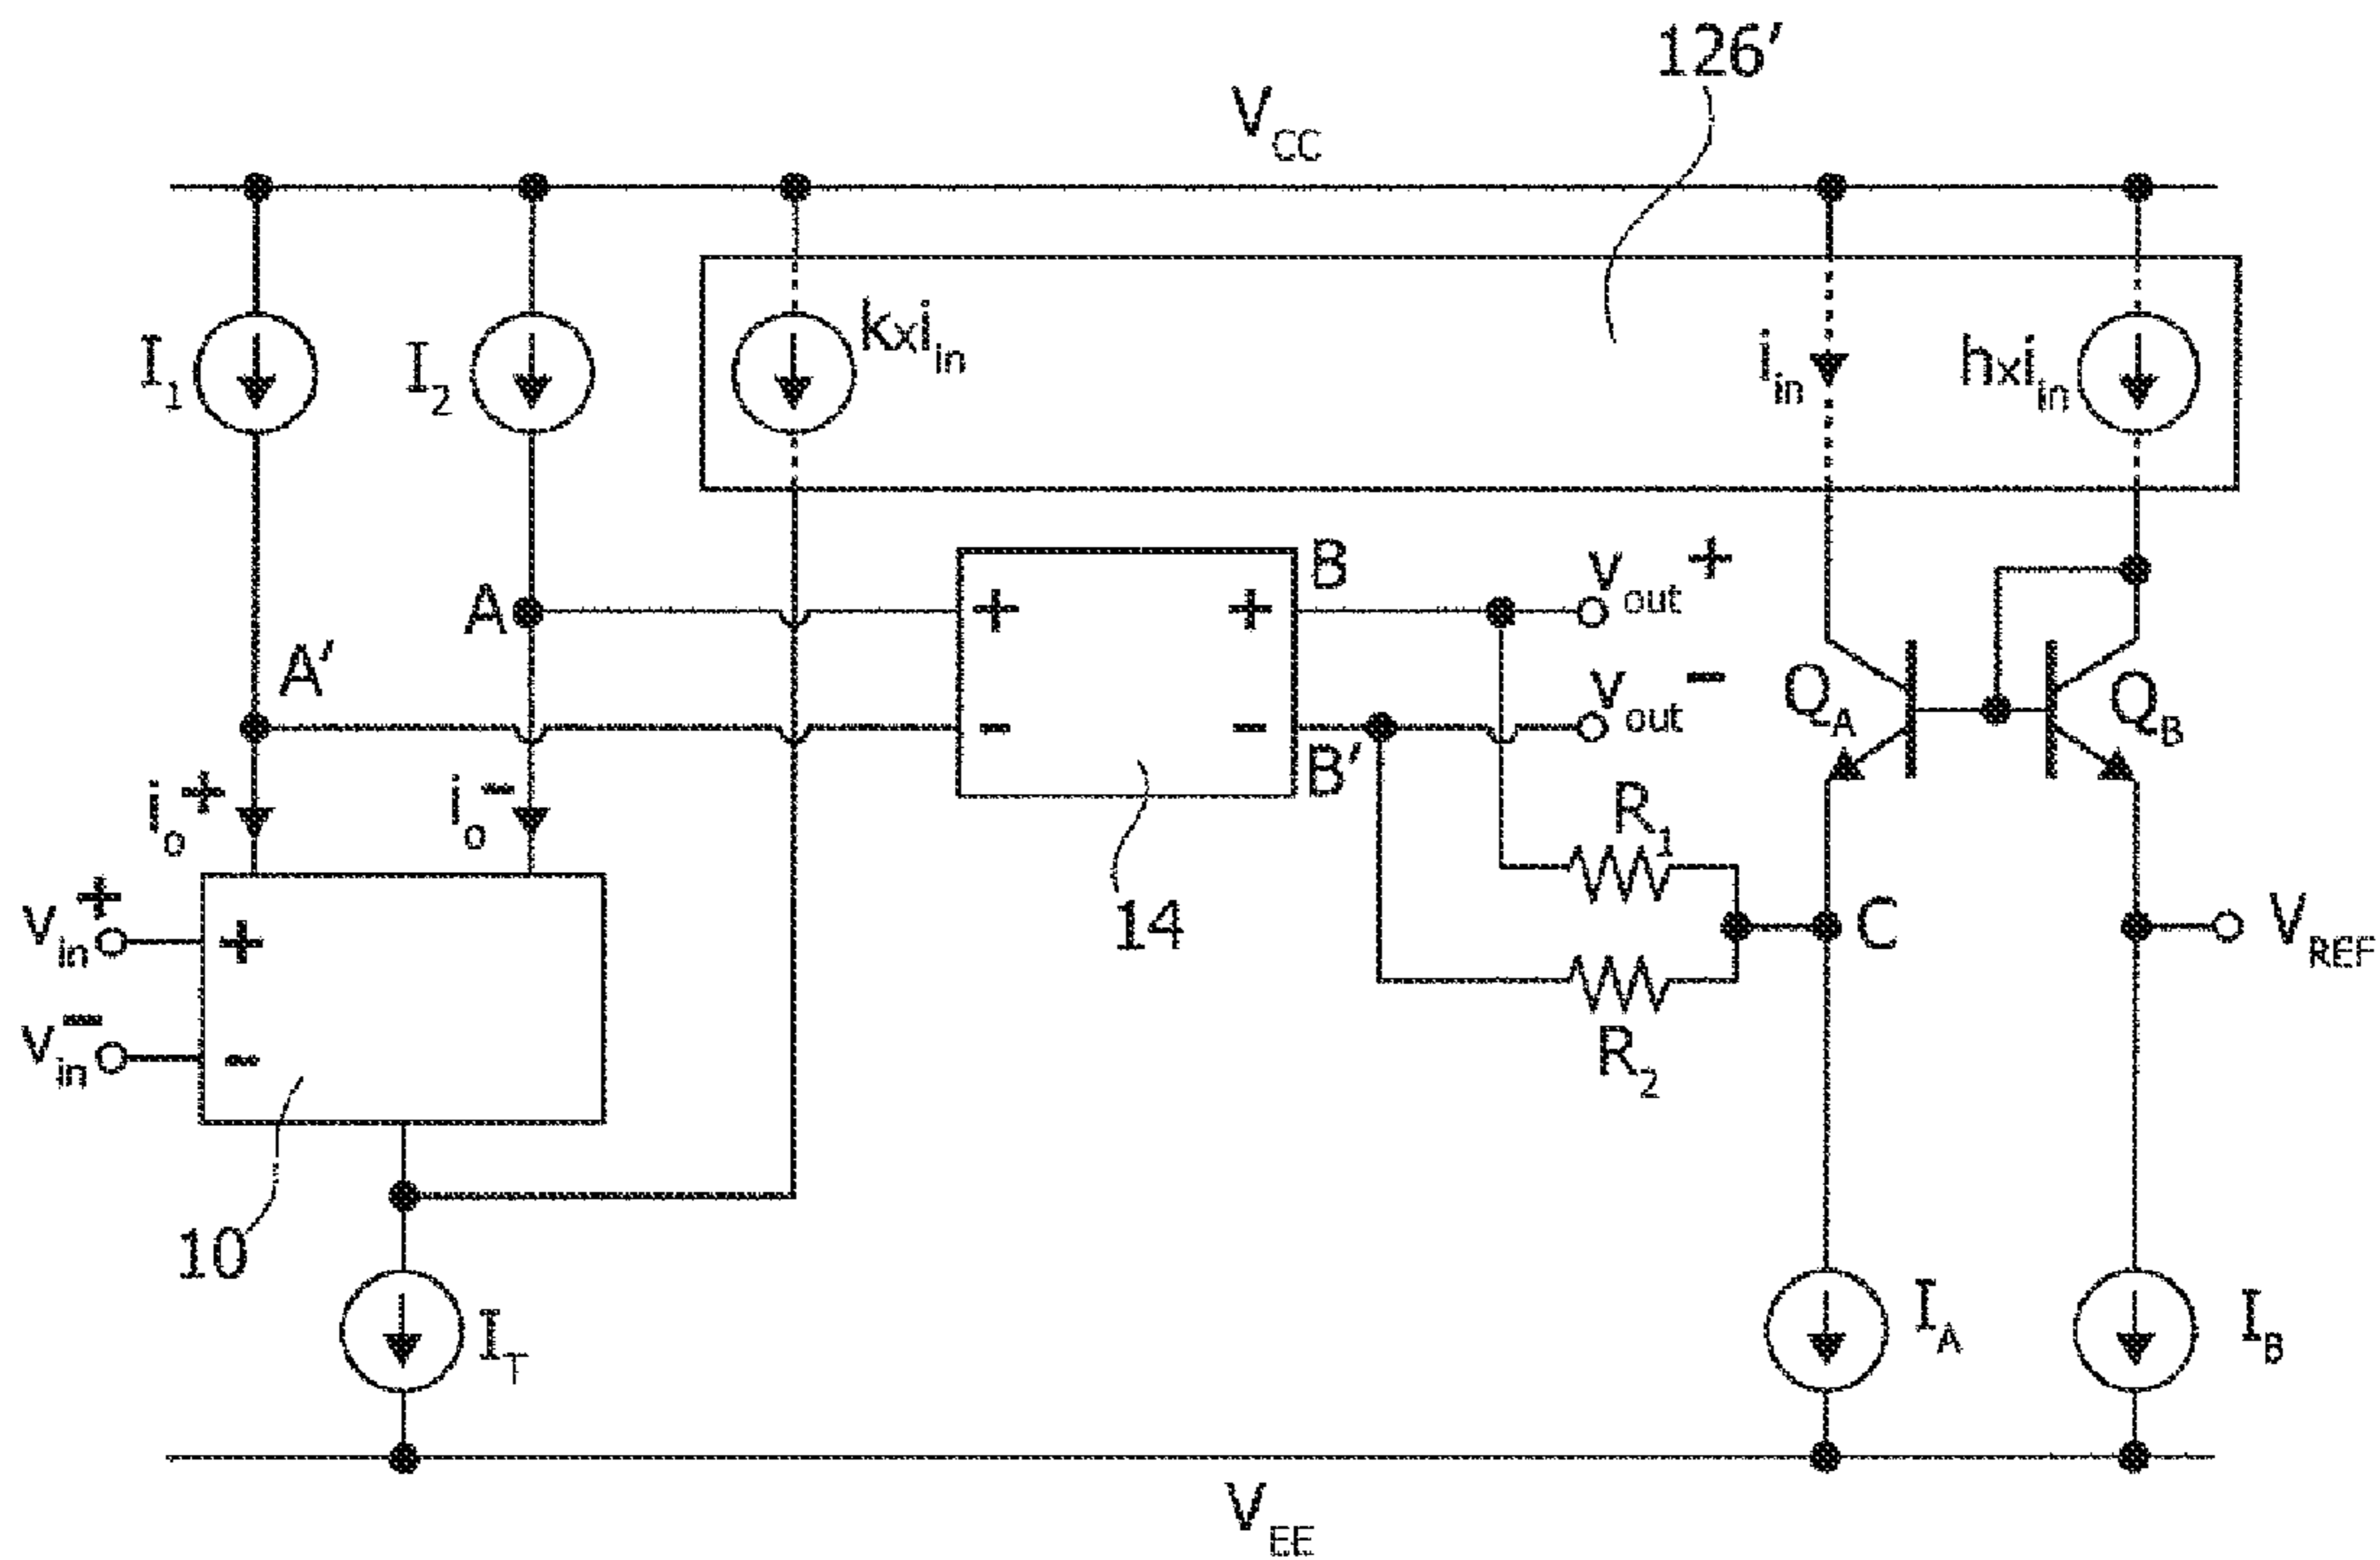 126'
VCC
I1
I2
kxiin
iin
hxiin
A
A'
B
B'
+
+
-
-
vout+
vout-
QA
QB
io+
io-
R1
R2
C
VREF
14
vin+
+
vin-
-
10
IT
IA
IB
VEE